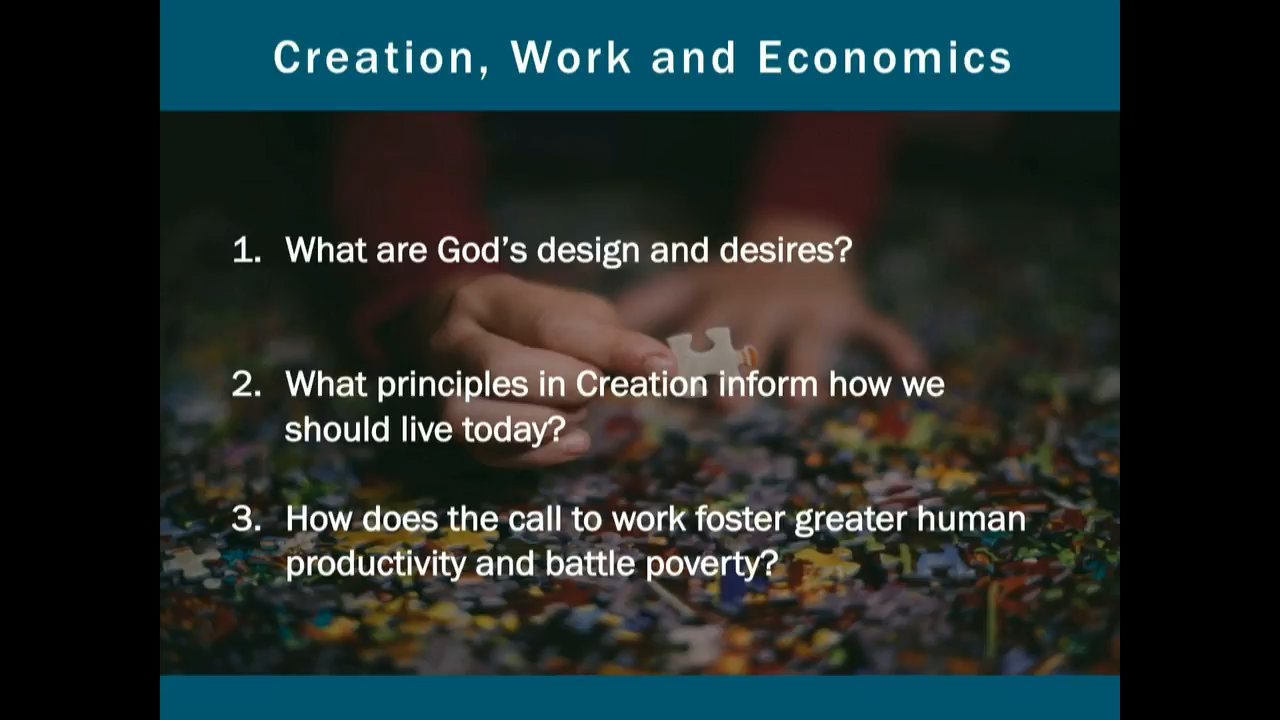 Creation, Work and Economics
1. What are God’s design and desires?
2. What principles in Creation inform how we
should live today?
3. How does the call to work foster greater human
productivity and battle poverty?